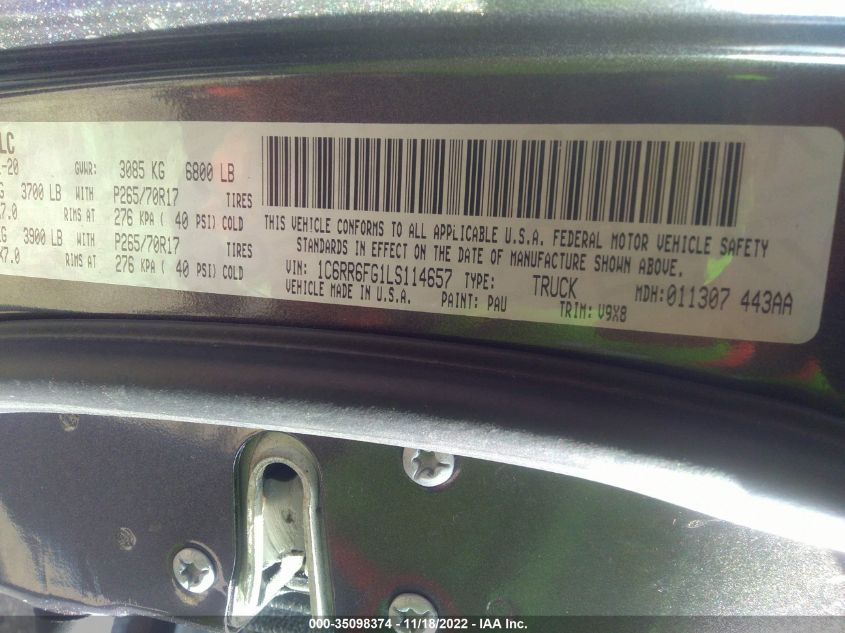 LC
-20 GVWR: 3085 KG 6800 LB
G 3700 LB WITH P265/70R17 TIRES
X7.0 RIMS AT 276 KPA ( 40 PSI) COLD
KG 3900 LB WITH P265/70R17 TIRES
X7.0 RIMS AT 276 KPA ( 40 PSI) COLD
THIS VEHICLE CONFORMS TO ALL APPLICABLE U.S.A. FEDERAL MOTOR VEHICLE SAFETY
STANDARDS IN EFFECT ON THE DATE OF MANUFACTURE SHOWN ABOVE.
VIN: 1C6RR6FG1LS114657 TYPE: TRUCK MDH:011307 443AA
VEHICLE MADE IN U.S.A. PAINT: PAU TRIM: V9X8
000-35098374 — 11/18/2022 — IAA Inc.